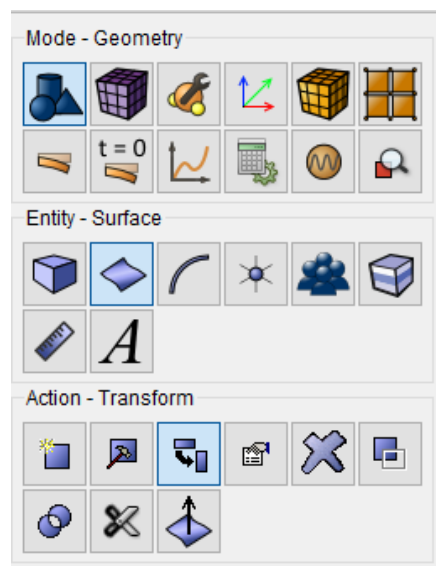 Mode - Geometry
t = 0
Entity - Surface
A
Action - Transform